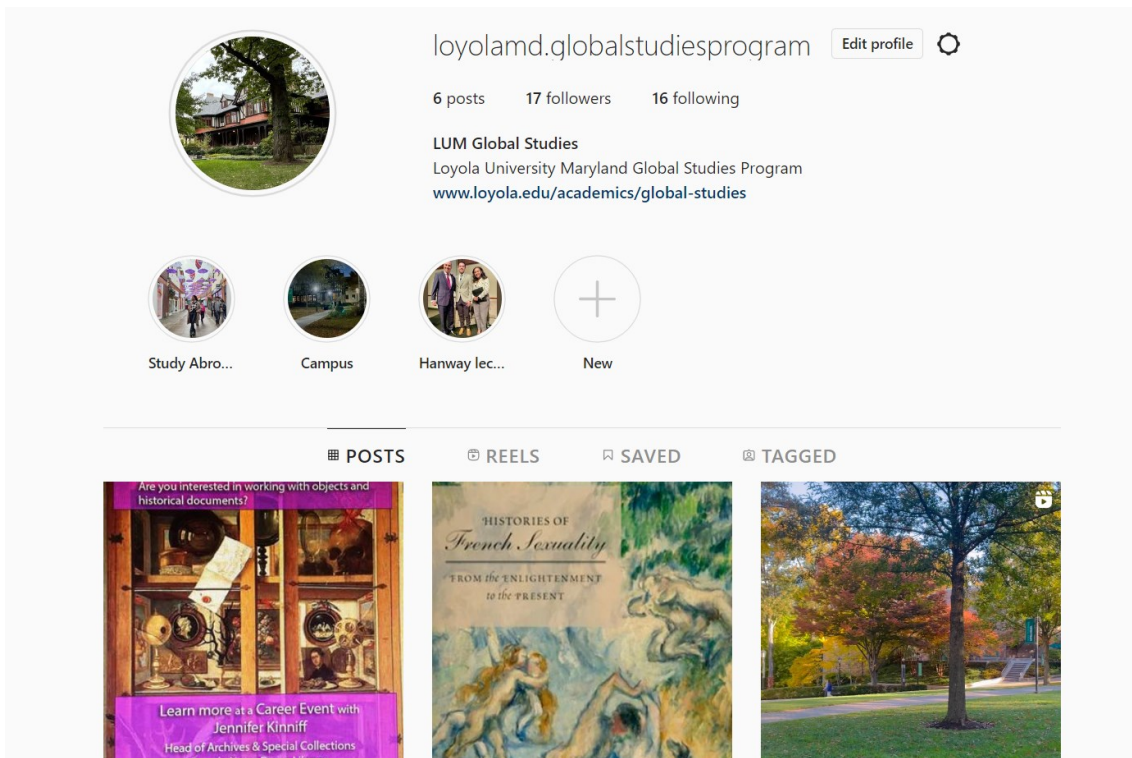 loyolamd.globalstudiesprogram Edit profile
6 posts 17 followers 16 following
LUM Global Studies
Loyola University Maryland Global Studies Program
www.loyola.edu/academics/global-studies
Study Abro... Campus Hanway lec... New
POSTS REELS SAVED TAGGED
Are you interested in working with objects and
historical documents?
Learn more at a Career Event with
Jennifer Kinniff
Head of Archives & Special Collections
HISTORIES OF
French Sexuality
FROM the ENLIGHTENMENT
to the PRESENT